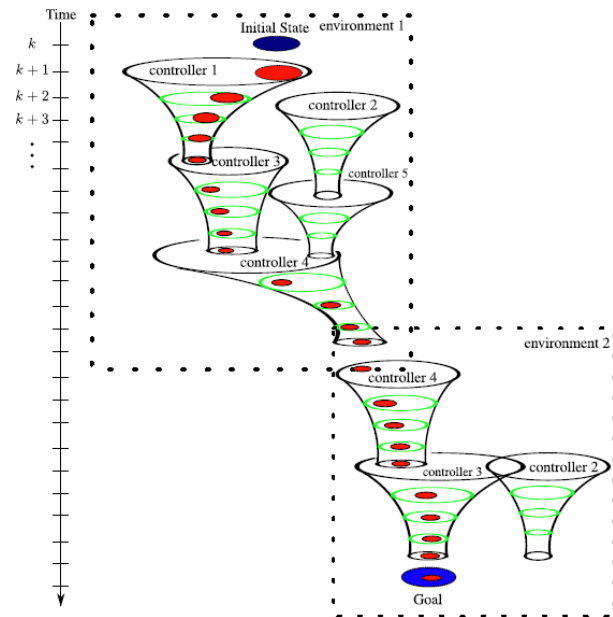 Time
Initial State
environment 1
k
k + 1
controller 1
k + 2
controller 2
k + 3
controller 3
controller 5
controller 4
environment 2
controller 4
controller 3
controller 2
Goal